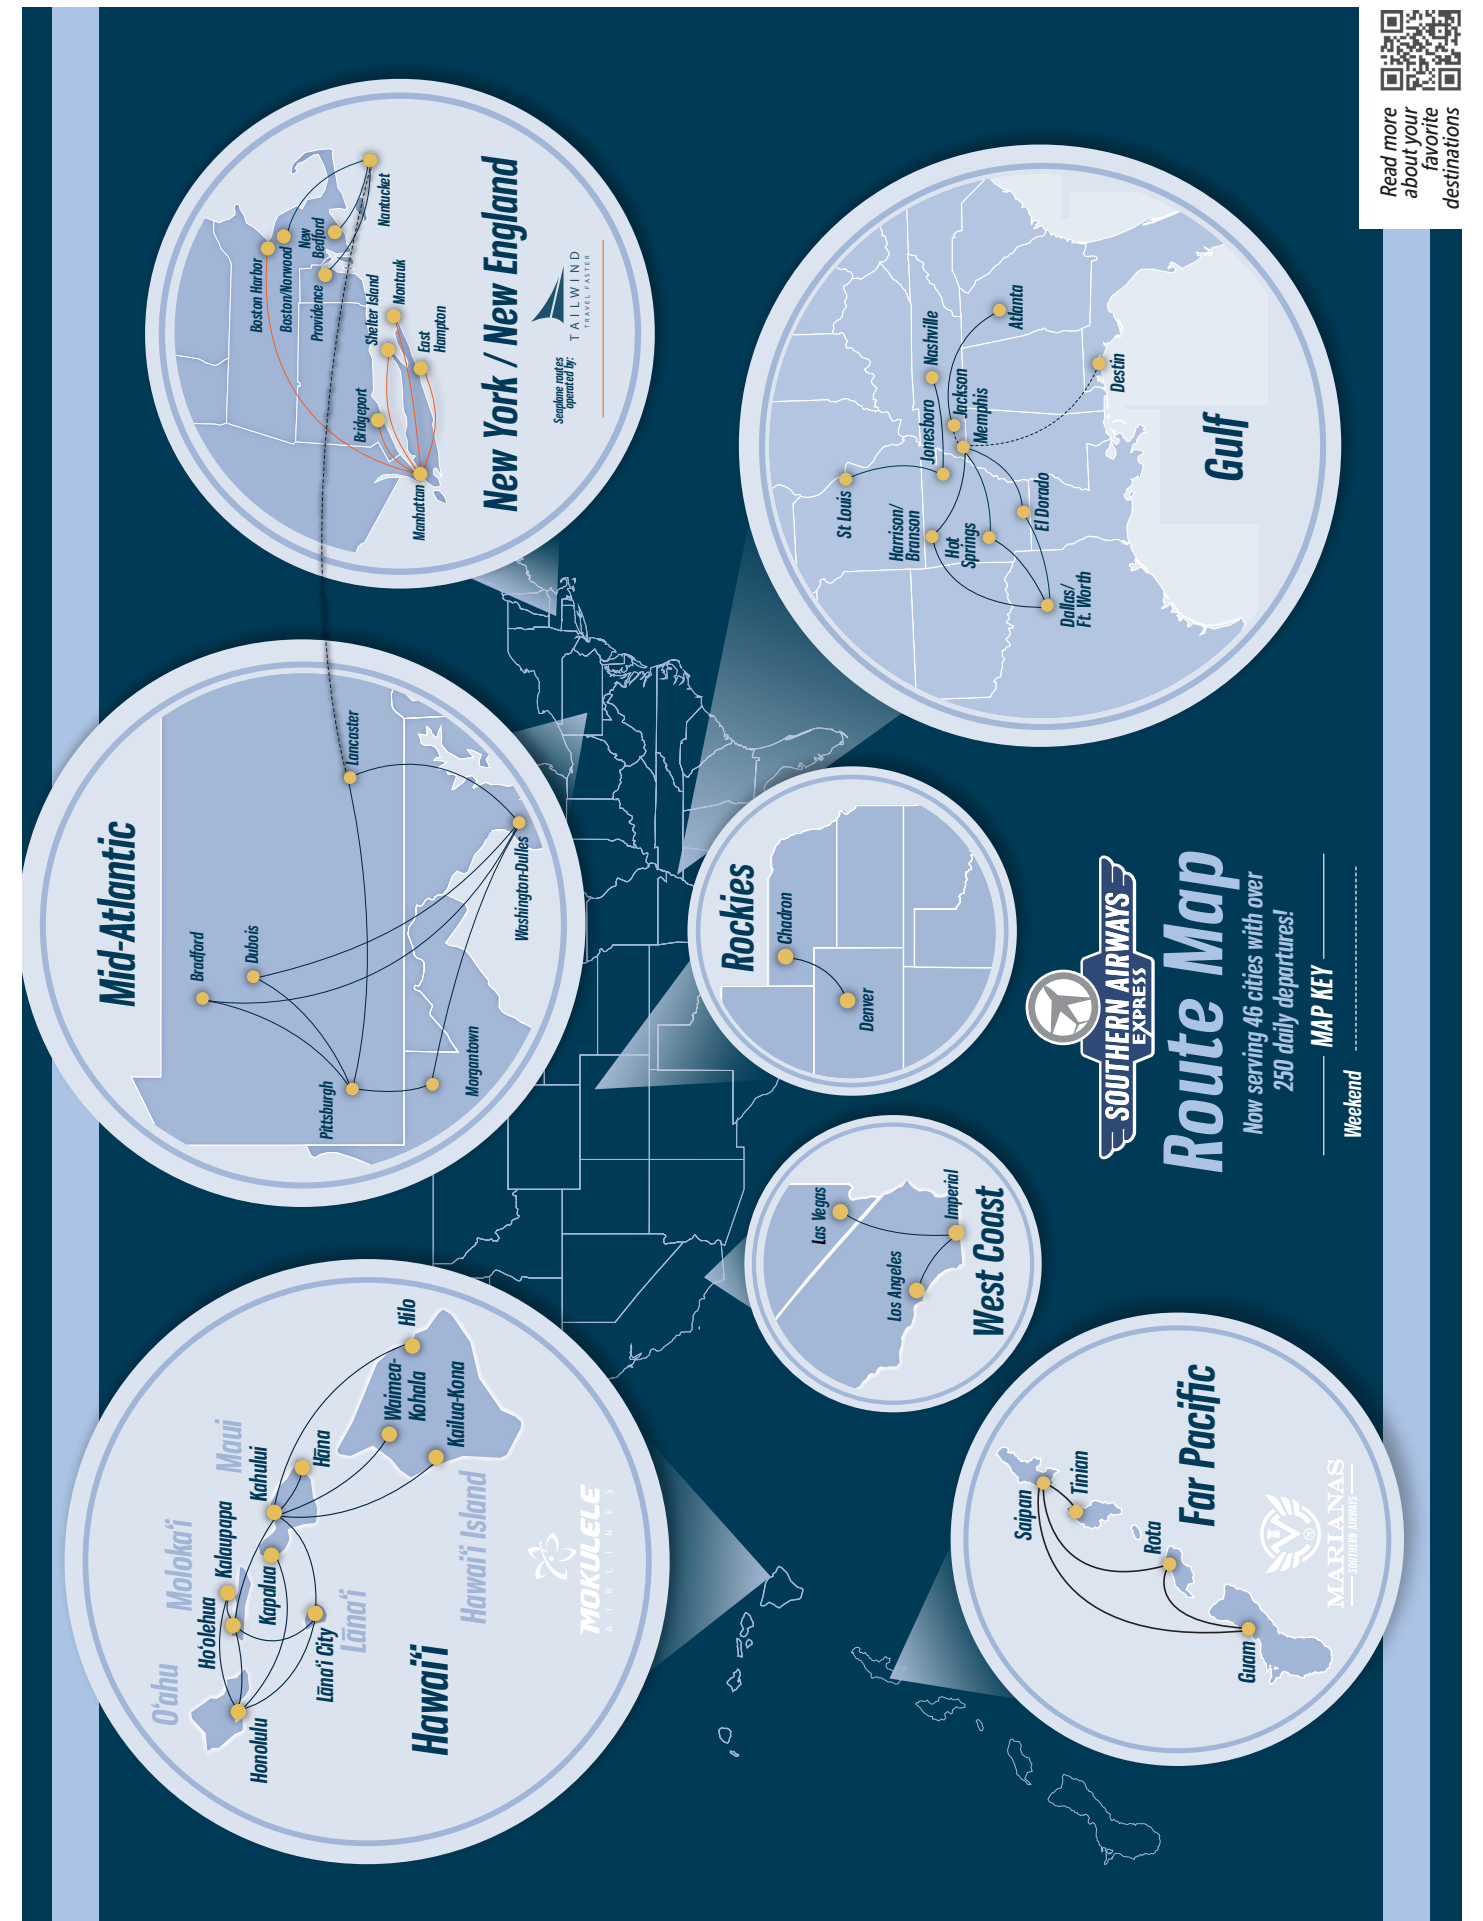 Hawai‘i
O‘ahu
Moloka‘i
Maui
Lāna‘i
Hawai‘i Island
Honolulu
Ho‘olehua
Kalaupapa
Kapalua
Kahului
Hāna
Lāna‘i City
Waimea-
Kohala
Hilo
Kailua-Kona
MOKULELE
AIRLINES
Mid-Atlantic
Bradford
Dubois
Pittsburgh
Morgantown
Lancaster
Washington-Dulles
New York / New England
Boston Harbor
Boston/Norwood
New
Bedford
Providence
Nantucket
Shelter Island
Montauk
East
Hampton
Bridgeport
Manhattan
Seaplane routes
operated by:
TAILWIND
TRAVEL FASTER
Far Pacific
Saipan
Tinian
Rota
Guam
MARIANAS
SOUTHERN AIRWAYS
West Coast
Las Vegas
Los Angeles
Imperial
Rockies
Chadron
Denver
Gulf
St Louis
Harrison/
Branson
Hot
Springs
Jonesboro
Nashville
Jackson
Memphis
Atlanta
El Dorado
Dallas/
Ft. Worth
Destin
SOUTHERN AIRWAYS
EXPRESS
Route Map
Now serving 46 cities with over
250 daily departures!
MAP KEY
Weekend
Read more
about your
favorite
destinations